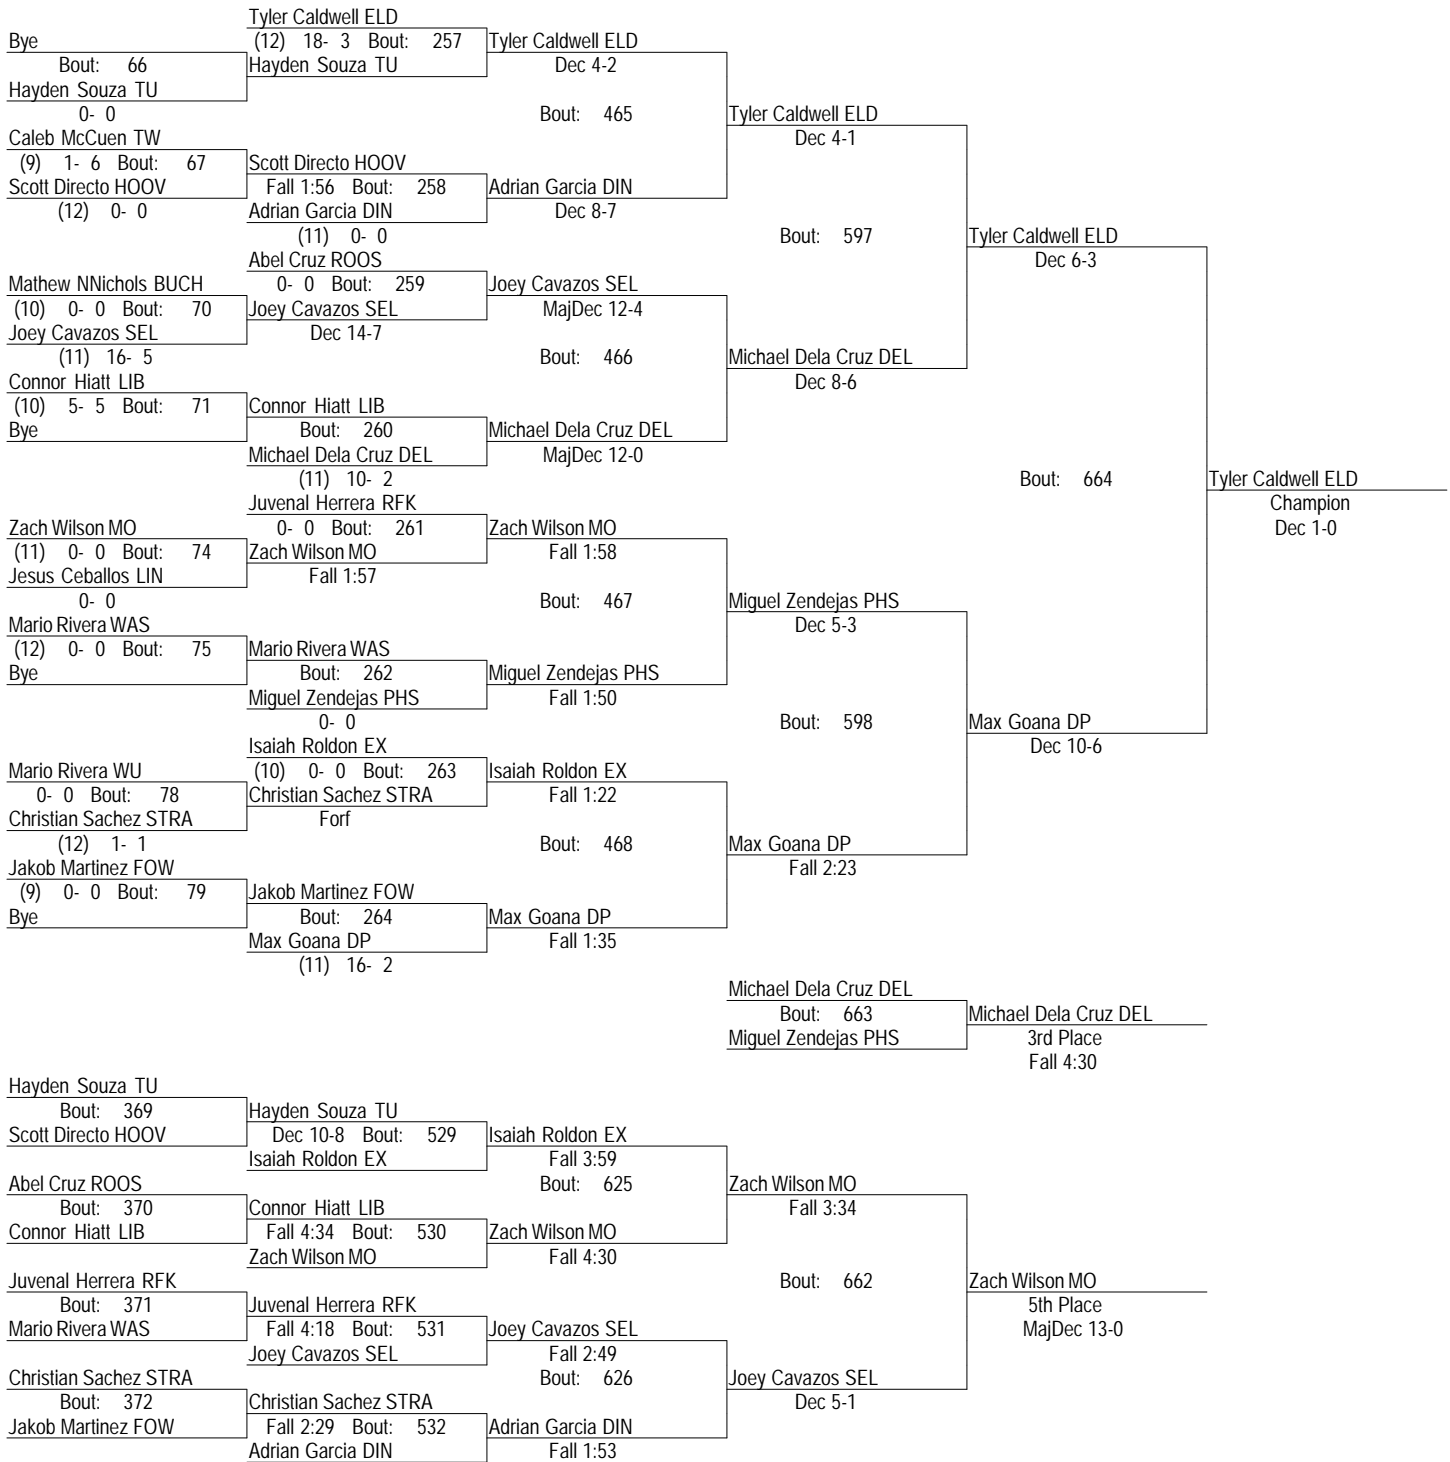 Tyler Caldwell ELD
Bye
(12) 18- 3 Bout: 257
Tyler Caldwell ELD
Bout: 66
Hayden Souza TU
Dec 4-2
Hayden Souza TU
0- 0
Bout: 465
Tyler Caldwell ELD
Caleb McCuen TW
Dec 4-1
(9) 1- 6 Bout: 67
Scott Directo HOOV
Scott Directo HOOV
Fall 1:56 Bout: 258
Adrian Garcia DIN
(12) 0- 0
Adrian Garcia DIN
Dec 8-7
(11) 0- 0
Bout: 597
Tyler Caldwell ELD
Abel Cruz ROOS
Dec 6-3
Mathew NNichols BUCH
0- 0 Bout: 259
Joey Cavazos SEL
(10) 0- 0 Bout: 70
Joey Cavazos SEL
MajDec 12-4
Joey Cavazos SEL
Dec 14-7
(11) 16- 5
Bout: 466
Michael Dela Cruz DEL
Connor Hiatt LIB
Dec 8-6
(10) 5- 5 Bout: 71
Connor Hiatt LIB
Bye
Bout: 260
Michael Dela Cruz DEL
Michael Dela Cruz DEL
MajDec 12-0
(11) 10- 2
Bout: 664
Tyler Caldwell ELD
Juvenal Herrera RFK
Champion
Zach Wilson MO
0- 0 Bout: 261
Zach Wilson MO
Dec 1-0
(11) 0- 0 Bout: 74
Zach Wilson MO
Fall 1:58
Jesus Ceballos LIN
Fall 1:57
0- 0
Bout: 467
Miguel Zendejas PHS
Mario Rivera WAS
Dec 5-3
(12) 0- 0 Bout: 75
Mario Rivera WAS
Bye
Bout: 262
Miguel Zendejas PHS
Miguel Zendejas PHS
Fall 1:50
0- 0
Bout: 598
Max Goana DP
Isaiah Roldon EX
Dec 10-6
Mario Rivera WU
(10) 0- 0 Bout: 263
Isaiah Roldon EX
0- 0 Bout: 78
Christian Sachez STRA
Fall 1:22
Christian Sachez STRA
Forf
(12) 1- 1
Bout: 468
Max Goana DP
Jakob Martinez FOW
Fall 2:23
(9) 0- 0 Bout: 79
Jakob Martinez FOW
Bye
Bout: 264
Max Goana DP
Max Goana DP
Fall 1:35
(11) 16- 2
Michael Dela Cruz DEL
Bout: 663
Michael Dela Cruz DEL
Miguel Zendejas PHS
3rd Place
Fall 4:30
Hayden Souza TU
Bout: 369
Hayden Souza TU
Scott Directo HOOV
Dec 10-8 Bout: 529
Isaiah Roldon EX
Isaiah Roldon EX
Fall 3:59
Abel Cruz ROOS
Bout: 625
Zach Wilson MO
Bout: 370
Connor Hiatt LIB
Fall 3:34
Connor Hiatt LIB
Fall 4:34 Bout: 530
Zach Wilson MO
Zach Wilson MO
Fall 4:30
Juvenal Herrera RFK
Bout: 662
Zach Wilson MO
Bout: 371
Juvenal Herrera RFK
5th Place
Mario Rivera WAS
Fall 4:18 Bout: 531
Joey Cavazos SEL
MajDec 13-0
Joey Cavazos SEL
Fall 2:49
Christian Sachez STRA
Bout: 626
Joey Cavazos SEL
Bout: 372
Christian Sachez STRA
Dec 5-1
Jakob Martinez FOW
Fall 2:29 Bout: 532
Adrian Garcia DIN
Adrian Garcia DIN
Fall 1:53